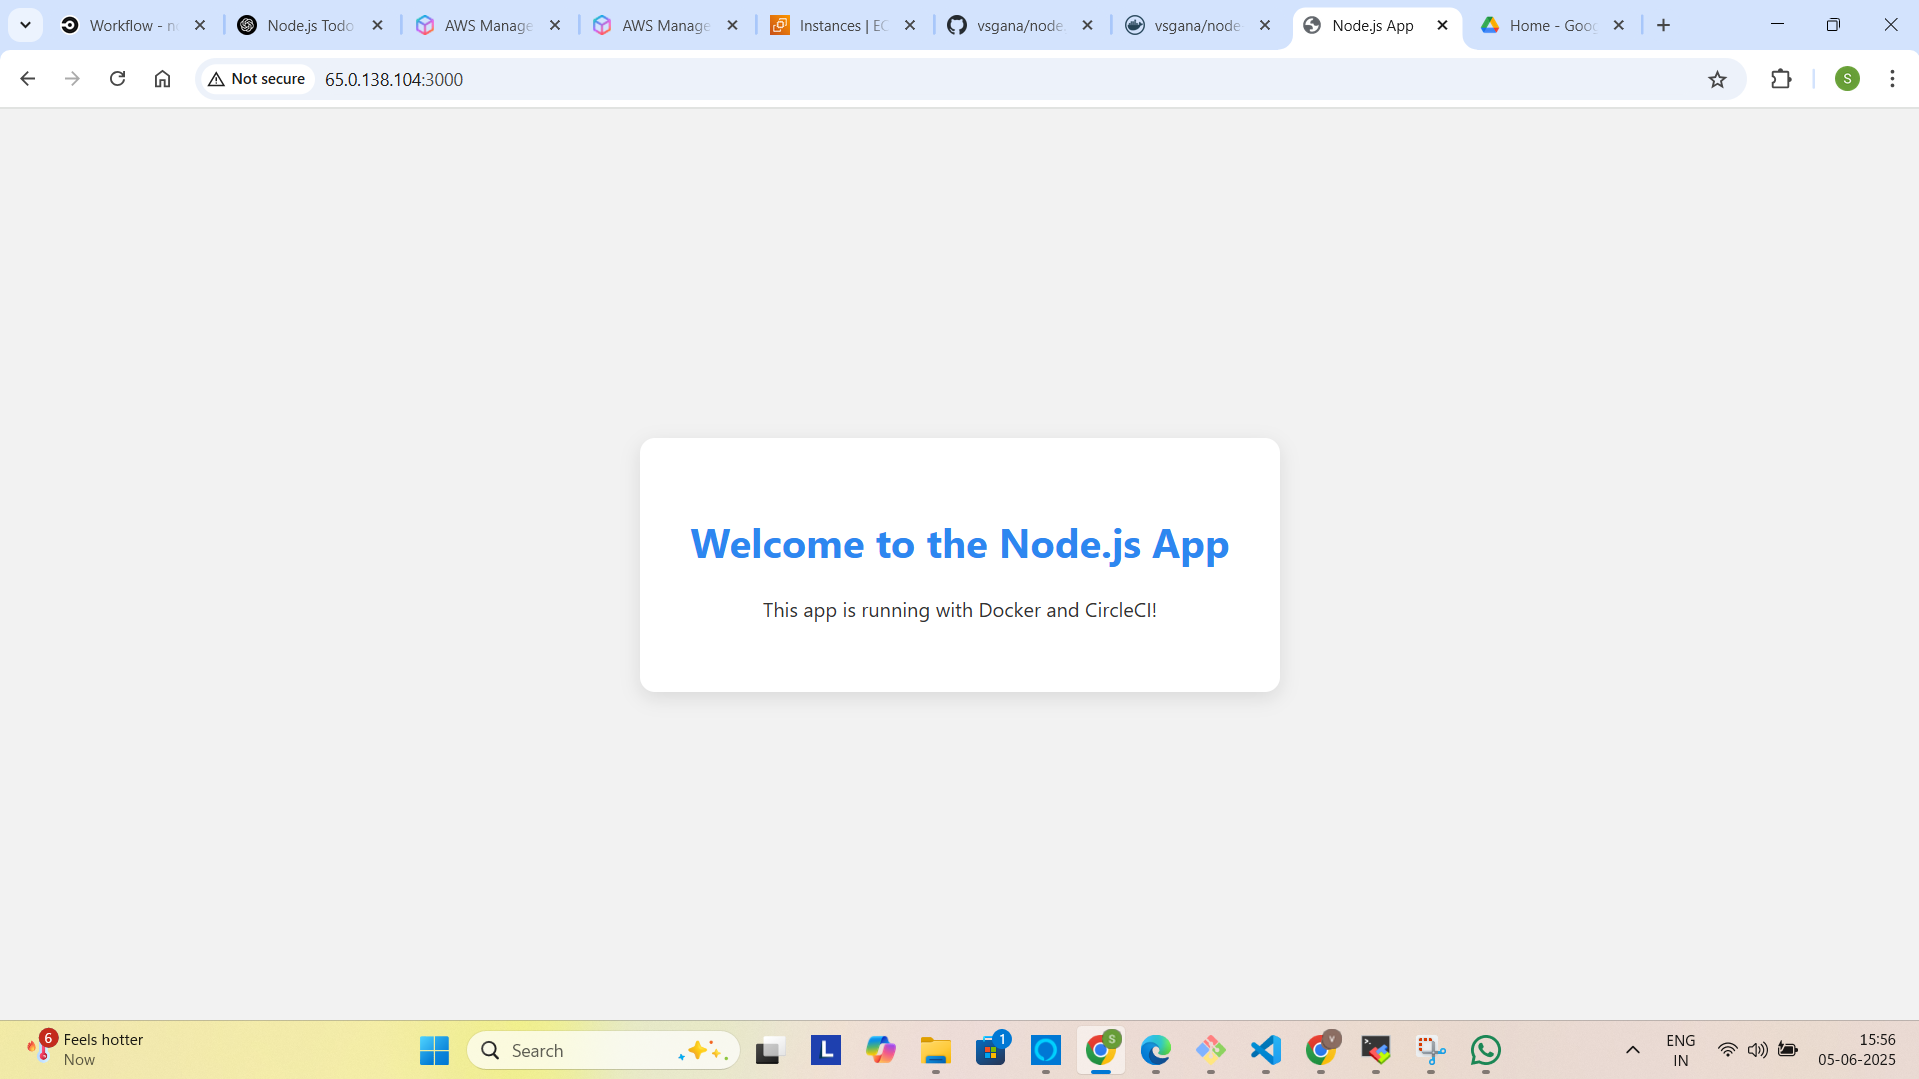 Workflow - n
Node.js Todo
AWS Manage
AWS Manage
Instances | EC
vsgana/node.
vsgana/node
Node.js App
Home - Goog
Not secure
65.0.138.104:3000
S
Welcome to the Node.js App
This app is running with Docker and CircleCI!
6
Feels hotter
Now
Search
L
1
S
v
ENG
IN
15:56
05-06-2025